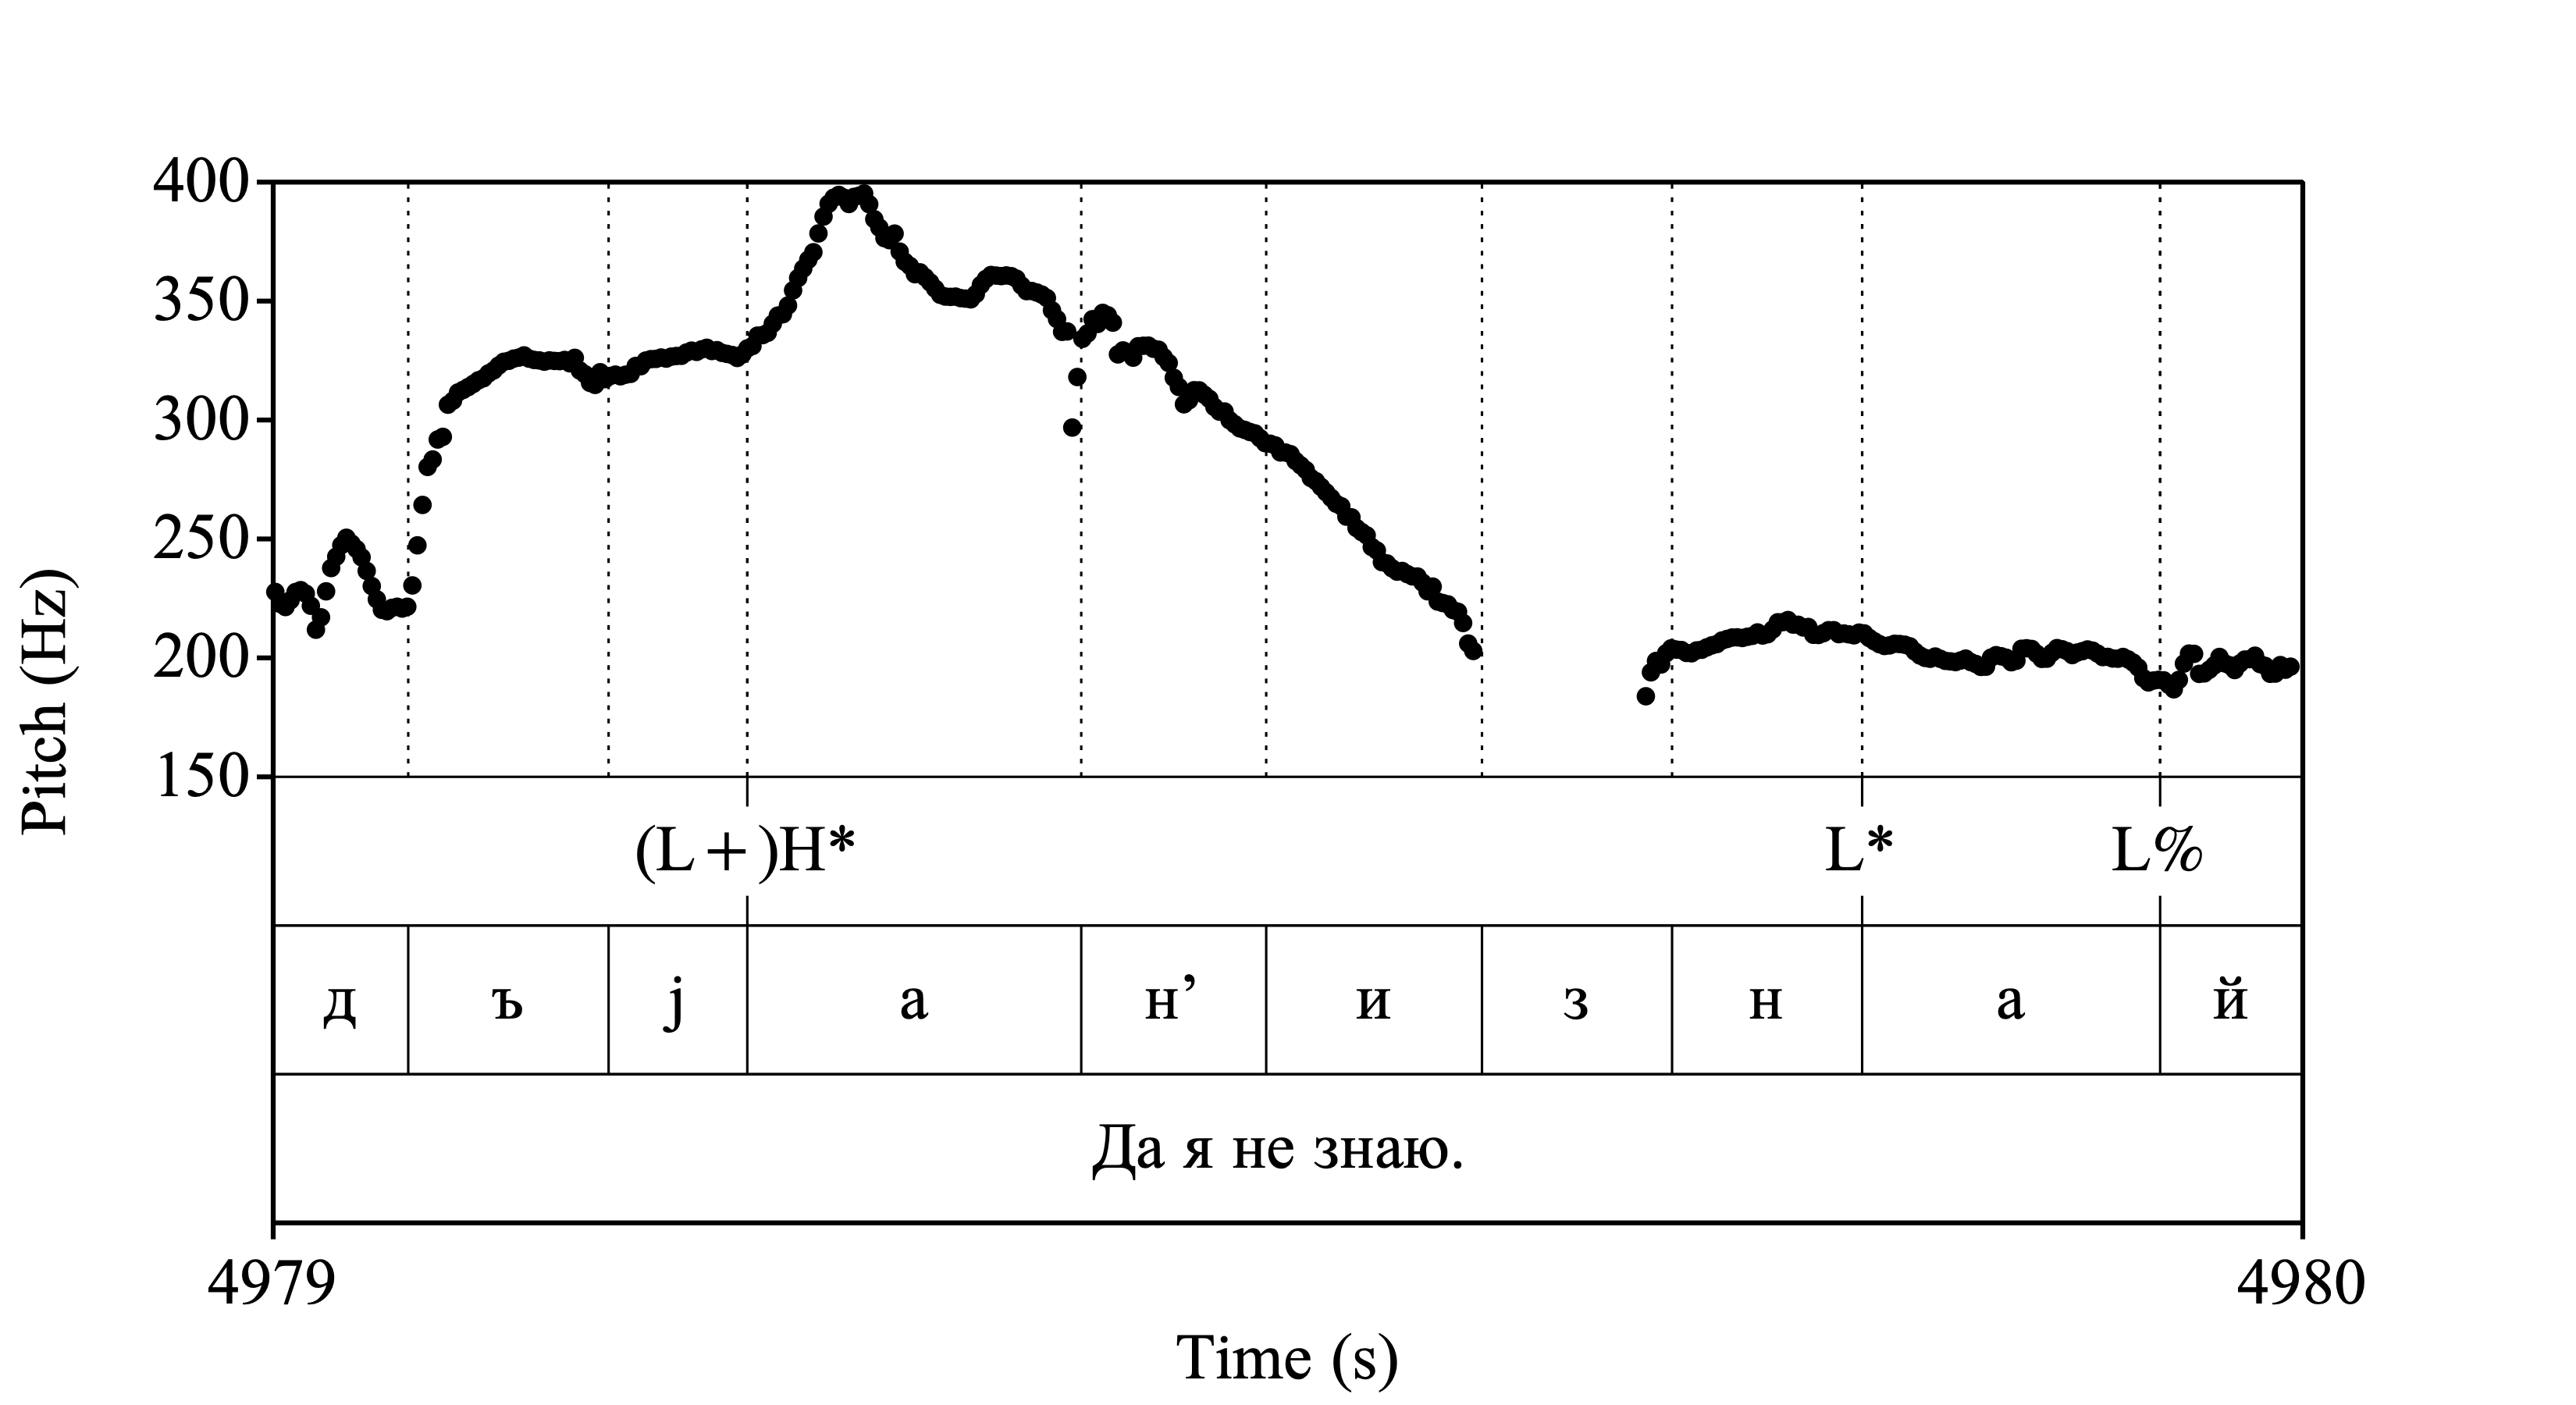 400
350
300
250
200
150
Pitch (Hz)
(L+)H* L* L%
д ъ j а н’ и з н а й
Да я не знаю.
4979 4980
Time (s)